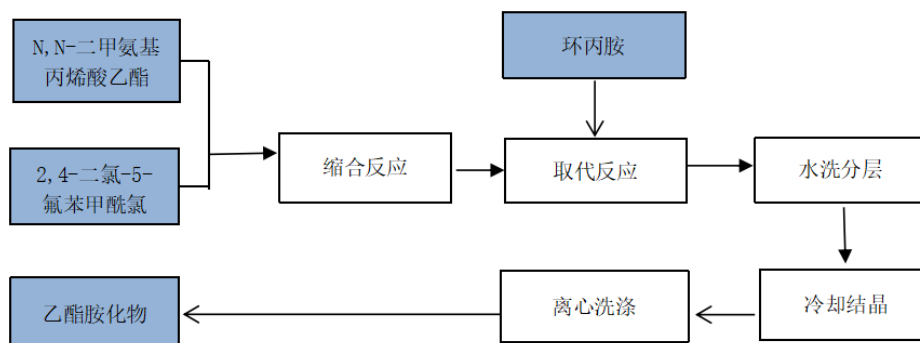 N,N-二甲氨基
丙烯酸乙酯
环丙胺
2,4-二氯-5-
氟苯甲酰氯
缩合反应
取代反应
水洗分层
乙酯胺化物
离心洗涤
冷却结晶